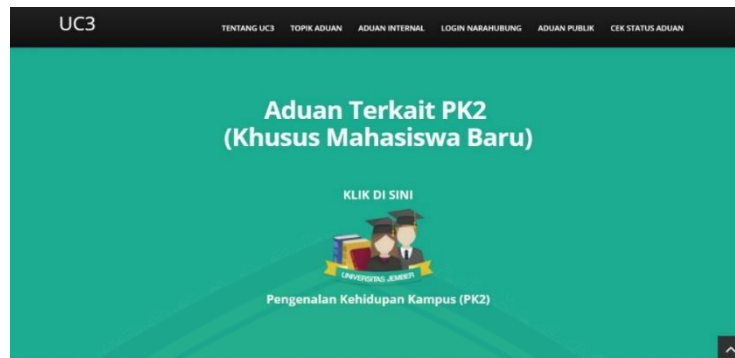 UC3
TENTANG UC3 TOPIK ADUAN ADUAN INTERNAL LOGIN NARAHUBUNG ADUAN PUBLIK CEK STATUS ADUAN
Aduan Terkait PK2
(Khusus Mahasiswa Baru)
KLIK DI SINI
UNIVERSITAS JEMBER
Pengenalan Kehidupan Kampus (PK2)